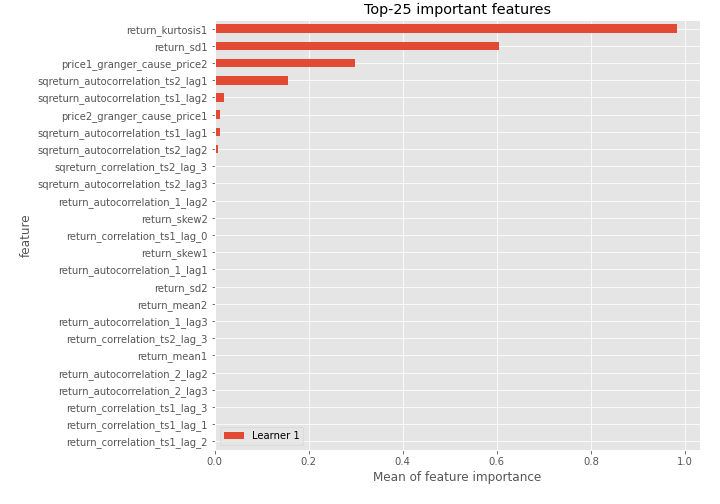 Top-25 important features
return_kurtosis1
return_sd1
price1_granger_cause_price2
sqreturn_autocorrelation_ts2_lag1
sqreturn_autocorrelation_ts1_lag2
price2_granger_cause_price1
sqreturn_autocorrelation_ts1_lag1
sqreturn_autocorrelation_ts2_lag2
sqreturn_correlation_ts2_lag_3
sqreturn_autocorrelation_ts2_lag3
return_autocorrelation_1_lag2
return_skew2
return_correlation_ts1_lag_0
return_skew1
return_autocorrelation_1_lag1
return_sd2
return_mean2
return_autocorrelation_1_lag3
return_correlation_ts2_lag_3
return_mean1
return_autocorrelation_2_lag2
return_autocorrelation_2_lag3
return_correlation_ts1_lag_3
return_correlation_ts1_lag_1
return_correlation_ts1_lag_2
feature
Learner 1
0.0 0.2 0.4 0.6 0.8 1.0
Mean of feature importance